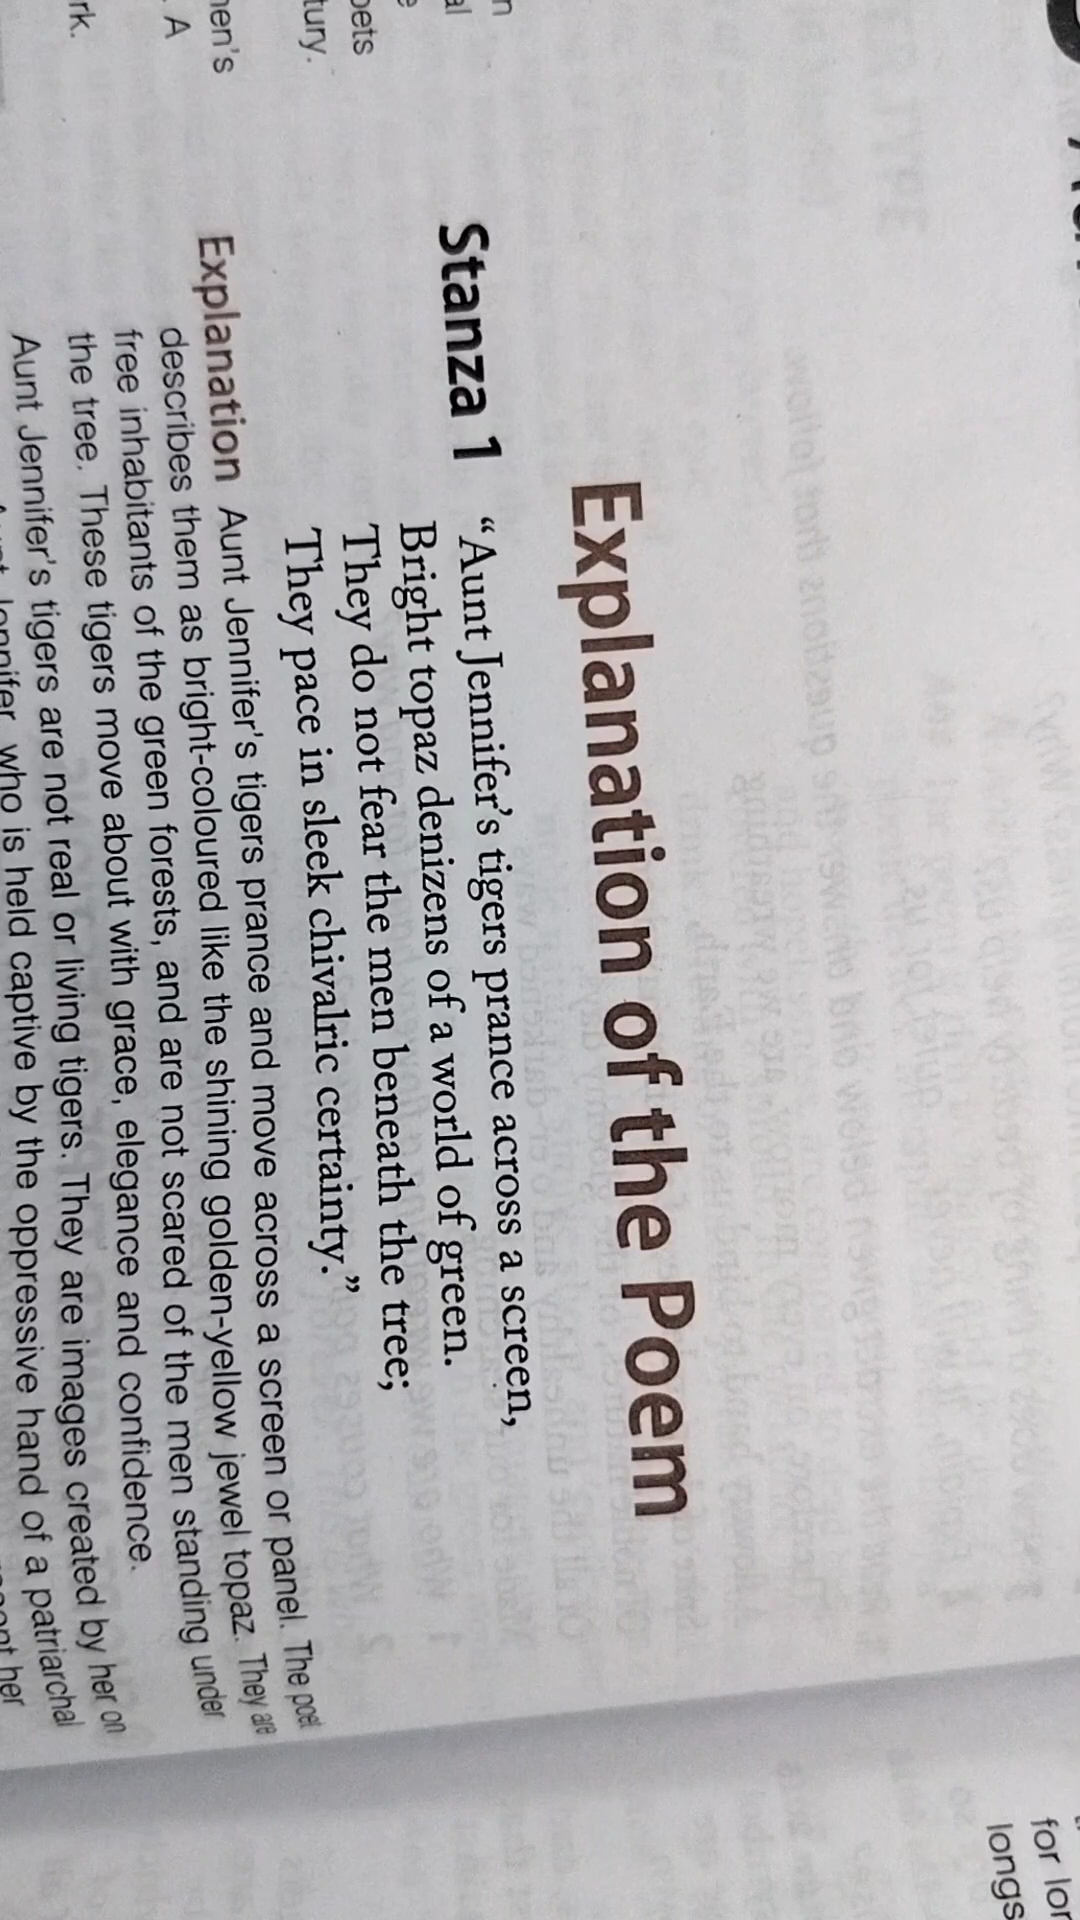 Explanation of the Poem
Stanza 1 “Aunt Jennifer’s tigers prance across a screen,
Bright topaz denizens of a world of green.
They do not fear the men beneath the tree;
They pace in sleek chivalric certainty.”
Explanation Aunt Jennifer's tigers prance and move across a screen or panel. The poet
describes them as bright-coloured like the shining golden-yellow jewel topaz. They are
free inhabitants of the green forests, and are not scared of the men standing under
the tree. These tigers move about with grace, elegance and confidence.
Aunt Jennifer's tigers are not real or living tigers. They are images created by her on
who is held captive by the oppressive hand of a patriarchal
her
tury.
A
rk.
for
longs